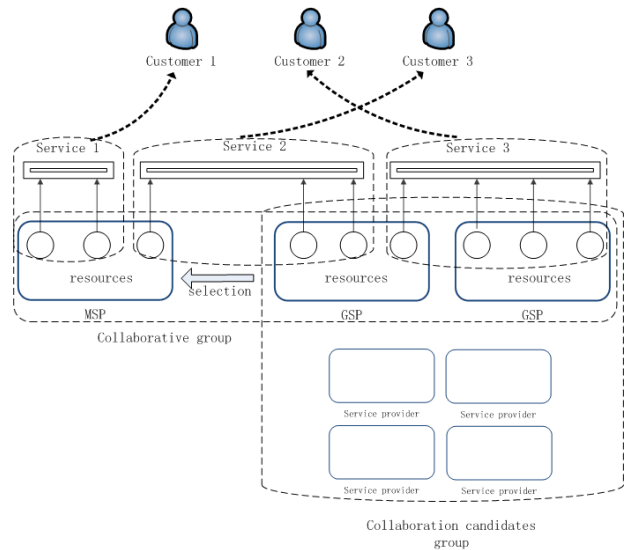 Customer 1
Customer 2
Customer 3
Service 1
Service 2
Service 3
resources
resources
resources
selection
MSP
GSP
GSP
Collaborative group
Service provider
Service provider
Service provider
Service provider
Collaboration candidates
group